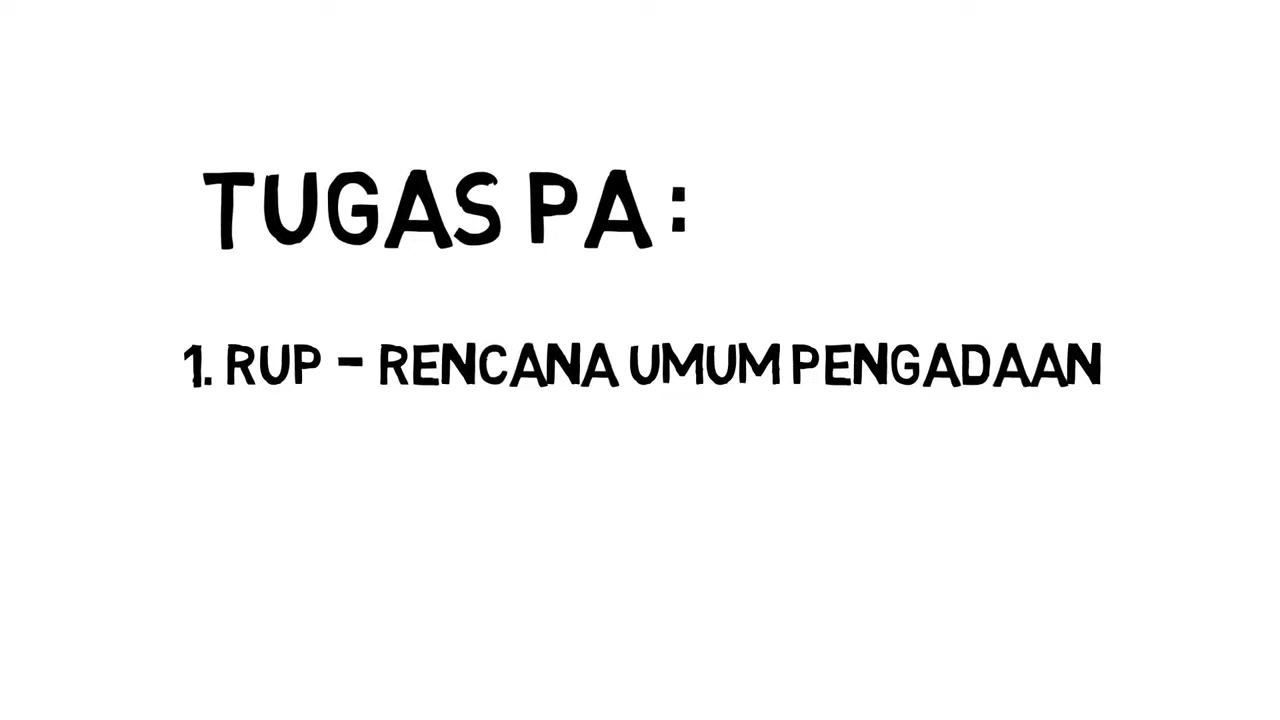 TUGAS PA :
1. RUP - RENCANA UMUM PENGADAAN